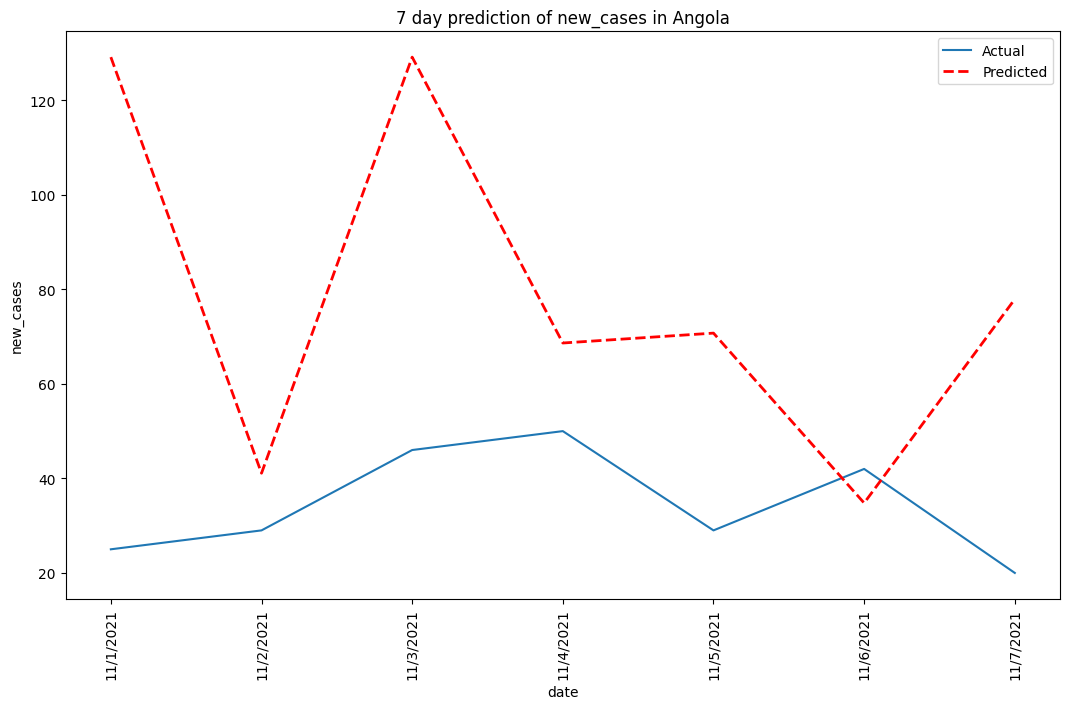 7 day prediction of new_cases in Angola
Actual
Predicted
120
100
80
60
40
20
new_cases
11/1/2021
11/2/2021
11/3/2021
11/4/2021
11/5/2021
11/6/2021
11/7/2021
date